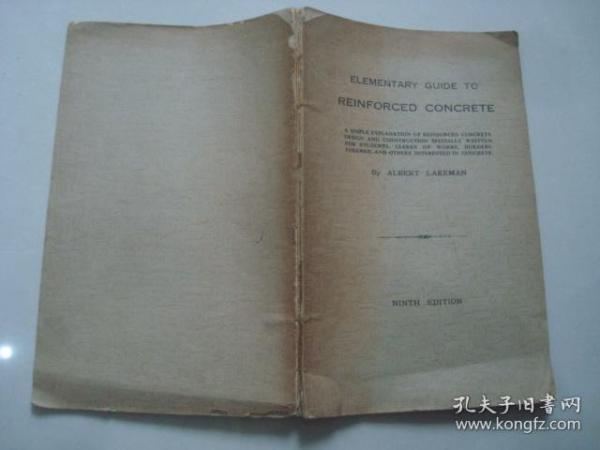 ELEMENTARY GUIDE TO
REINFORCED CONCRETE
A SIMPLE EXPLANATION OF REINFORCED CONCRETE
DESIGN AND CONSTRUCTION SPECIALLY WRITTEN
FOR STUDENTS, CLERKS OF WORKS, BUILDERS,
FOREMEN, AND OTHERS INTERESTED IN CONCRETE
By ALBERT LAKEMAN
NINTH EDITION
孔夫子旧书网
www.kongfz.com